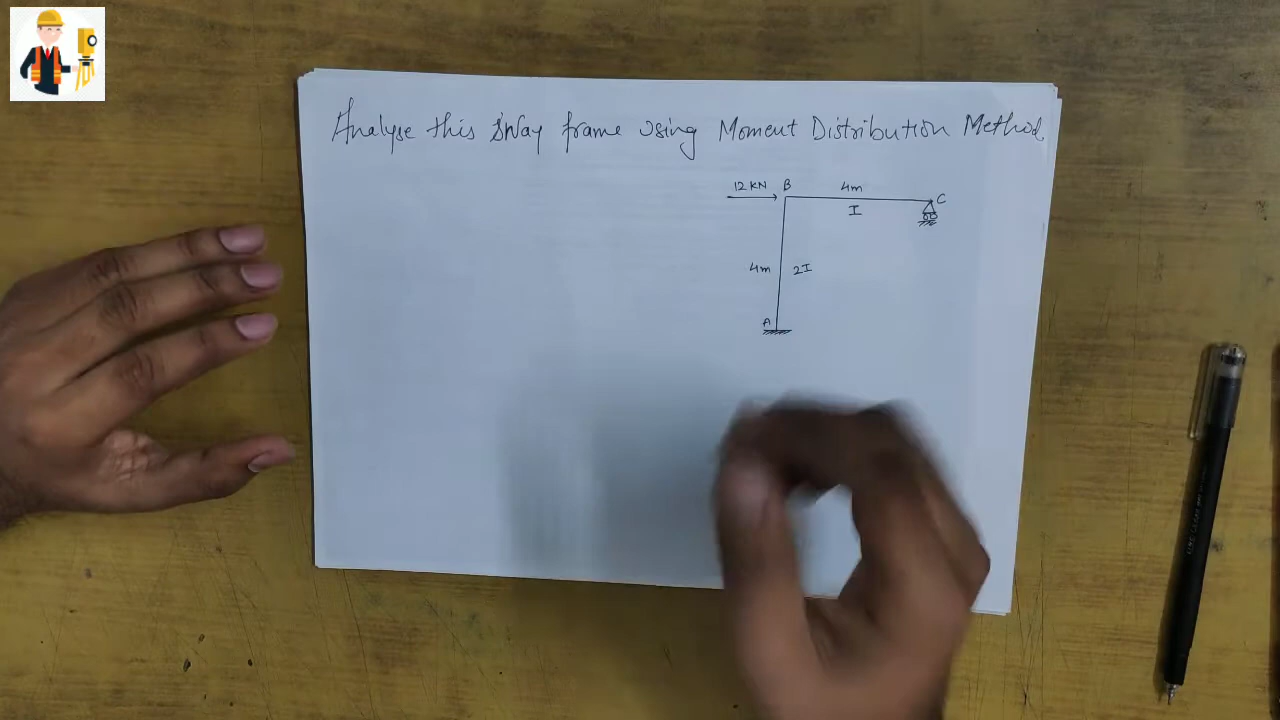 Analyse this sway frame using Moment Distribution Method
12 KN B 4m
C
I
4m 2I
A